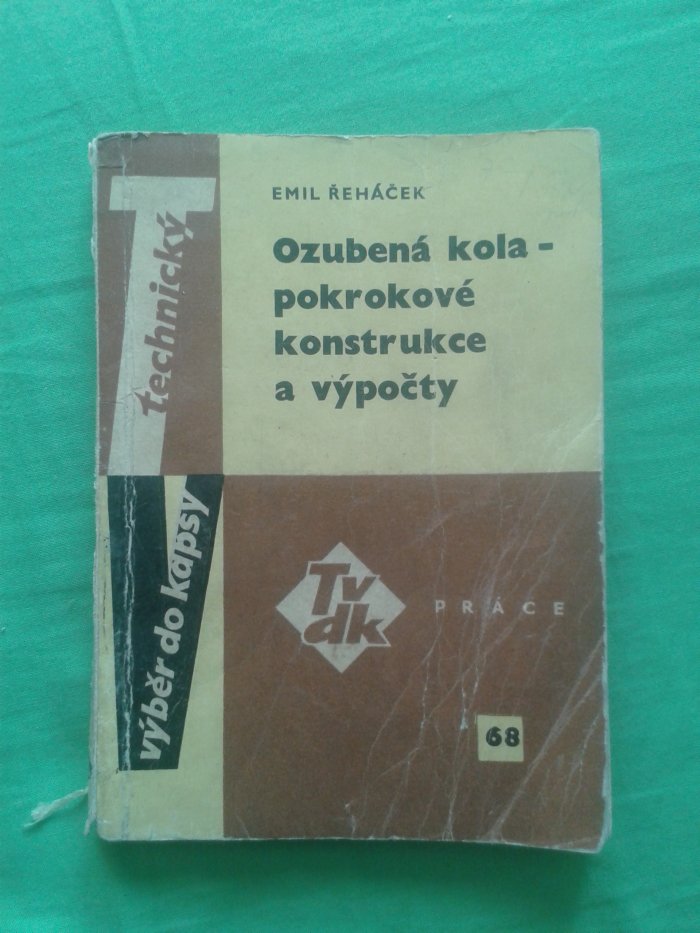 EMIL ŘEHÁČEK
Ozubená kola -
pokrokové
konstrukce
a výpočty
technický
výběr do kapsy
Tv
dk
PRÁCE
68